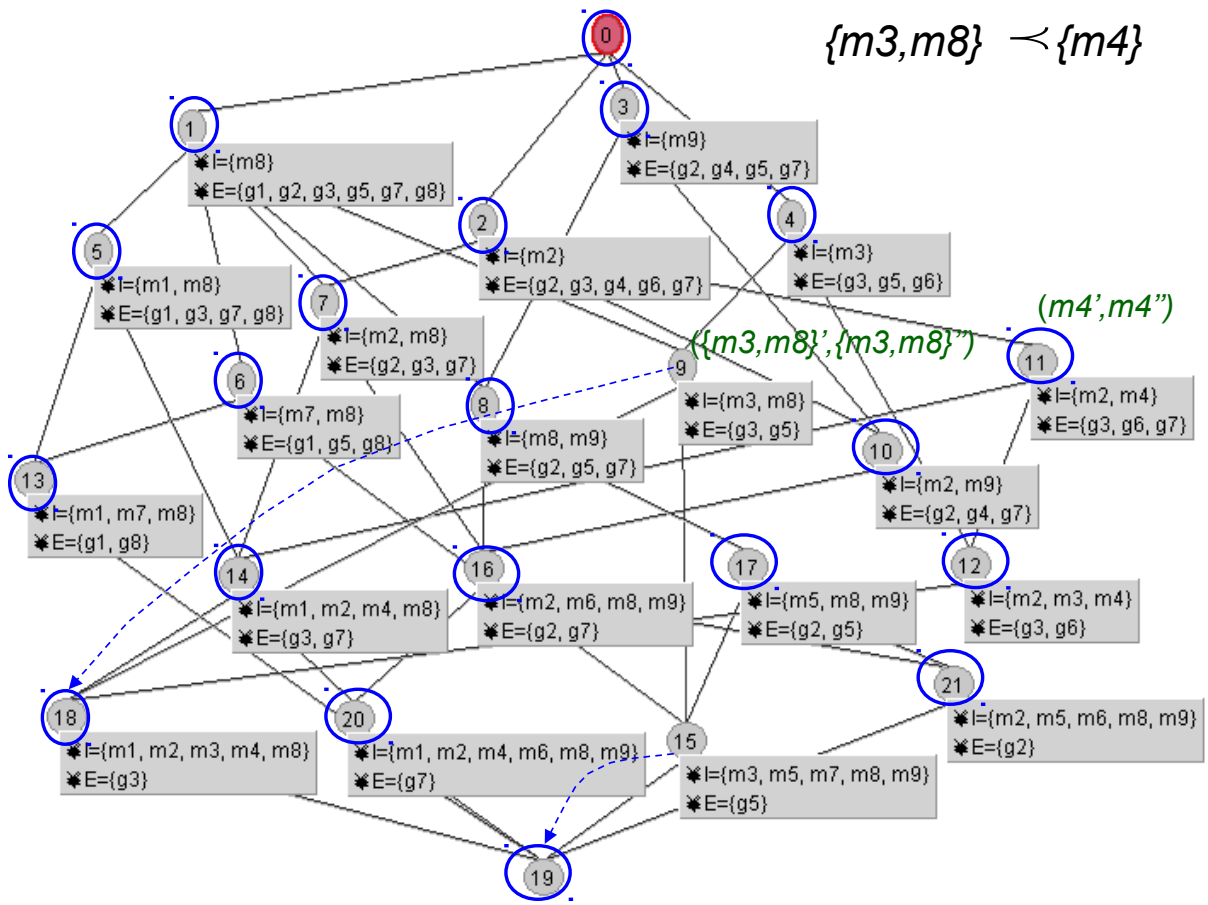 0
{m3,m8} ≺ {m4}
3
1
I={m9}
E={g2, g4, g5, g7}
I={m8}
E={g1, g2, g3, g5, g7, g8}
2
4
5
I={m2}
E={g2, g3, g4, g6, g7}
I={m3}
E={g3, g5, g6}
I={m1, m8}
E={g1, g3, g7, g8}
7
(m4',m4”)
I={m2, m8}
E={g2, g3, g7}
({m3,m8}',{m3,m8}”)
11
6
8
9
I={m2, m4}
E={g3, g6, g7}
I={m7, m8}
E={g1, g5, g8}
I={m3, m8}
E={g3, g5}
I={m8, m9}
E={g2, g5, g7}
10
13
I={m2, m9}
E={g2, g4, g7}
I={m1, m7, m8}
E={g1, g8}
14
16
17
12
I={m1, m2, m4, m8}
E={g3, g7}
I={m2, m6, m8, m9}
E={g2, g7}
I={m5, m8, m9}
E={g2, g5}
I={m2, m3, m4}
E={g3, g6}
21
18
20
15
I={m2, m5, m6, m8, m9}
E={g2}
I={m1, m2, m3, m4, m8}
E={g3}
I={m1, m2, m4, m6, m8, m9}
E={g7}
I={m3, m5, m7, m8, m9}
E={g5}
19